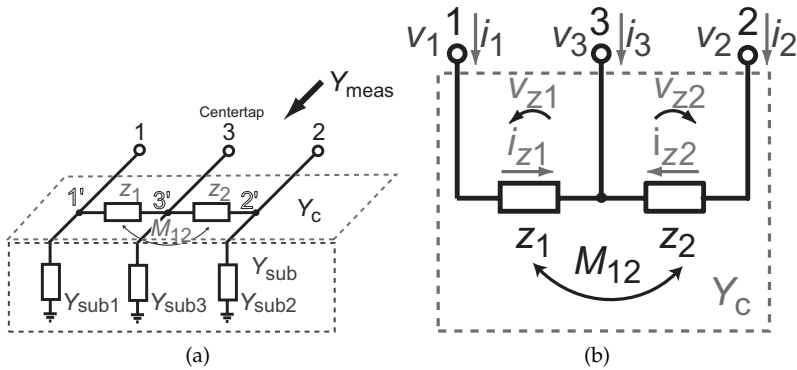 Y_meas
Centertap
1 3 2
1' z_1 3' z_2 2'
M_12
Y_c
Y_sub
Y_sub1 Y_sub3 Y_sub2
(a)
1 3 2
v_1 i_1 v_3 i_3 v_2 i_2
v_z1 v_z2
i_z1 i_z2
z_1 z_2
M_12
Y_c
(b)